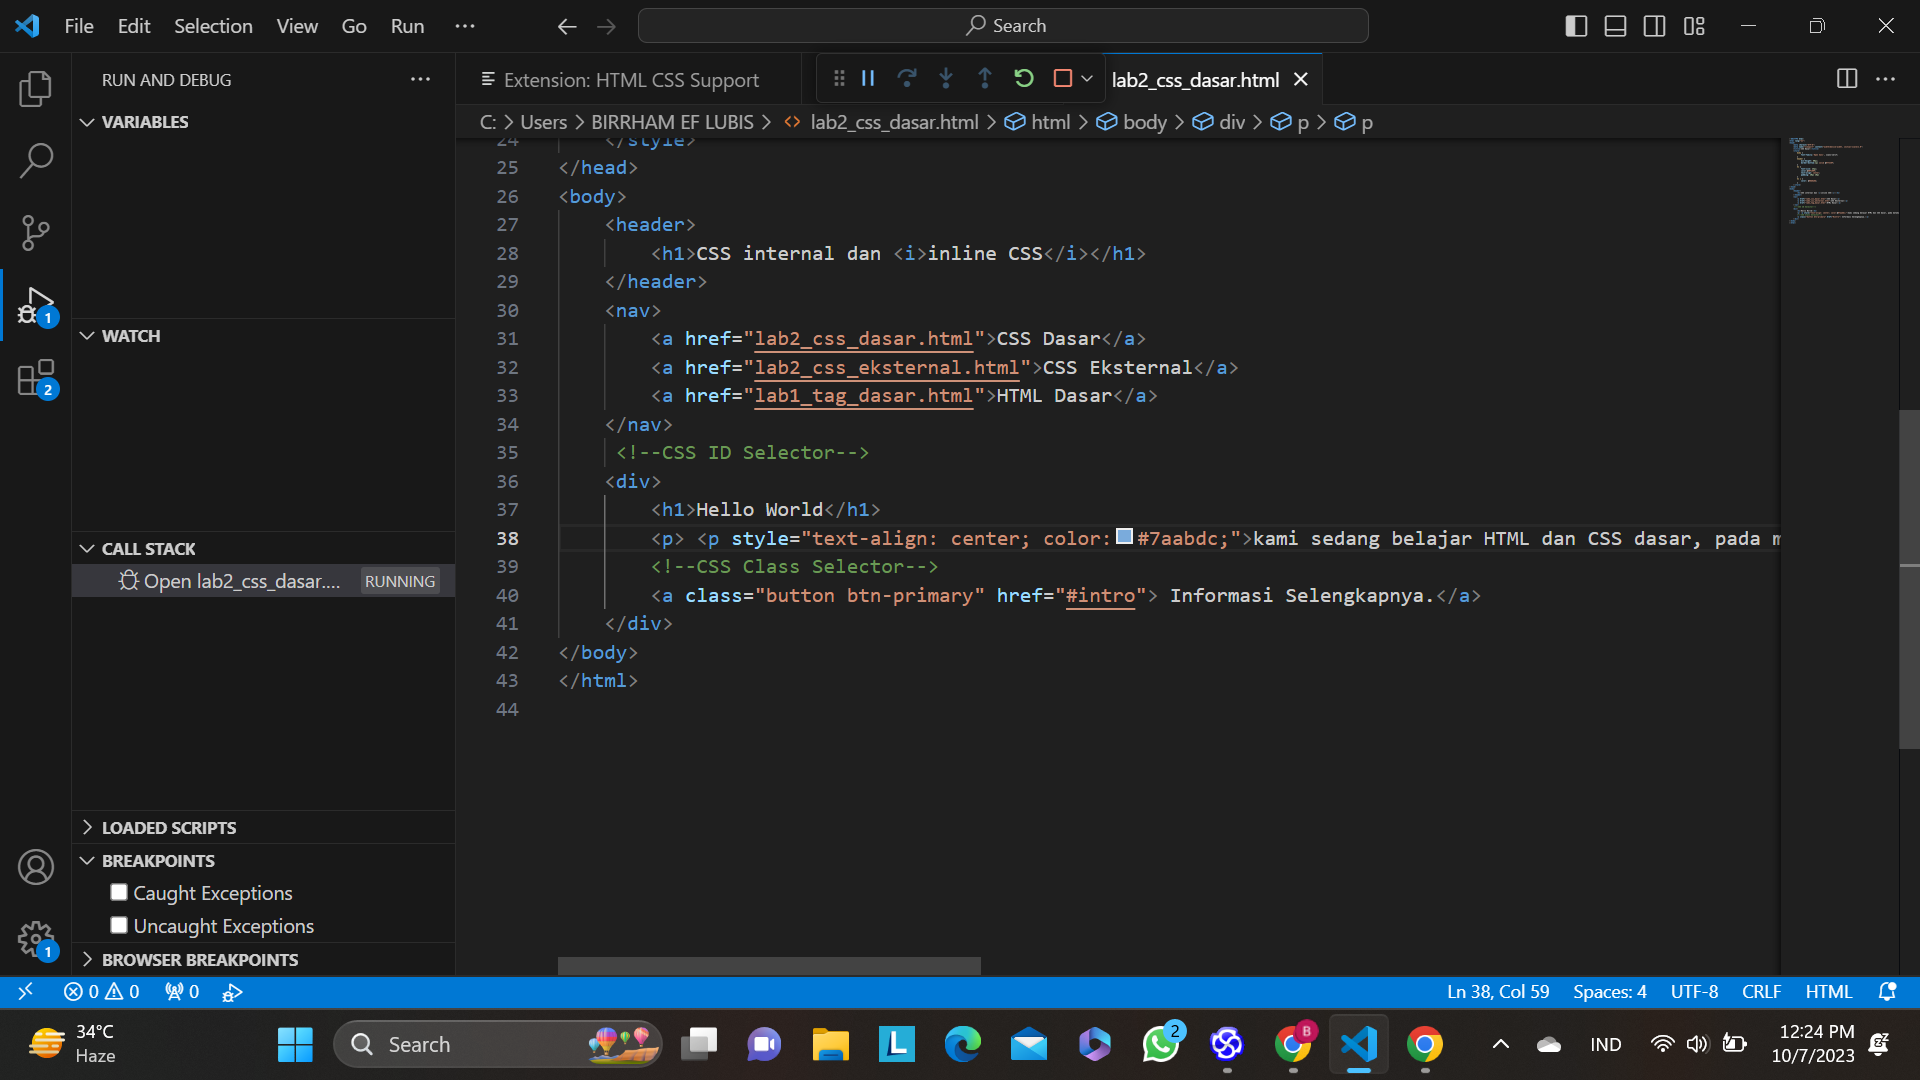 File Edit Selection View Go Run ···
Search
RUN AND DEBUG ···
Extension: HTML CSS Support
lab2_css_dasar.html
C: > Users > BIRRHAM EF LUBIS > lab2_css_dasar.html > html > body > div > p > p
VARIABLES
WATCH
CALL STACK
Open lab2_css_dasar.... RUNNING
LOADED SCRIPTS
BREAKPOINTS
Caught Exceptions
Uncaught Exceptions
BROWSER BREAKPOINTS
1
2
1
24 </style>
25 </head>
26 <body>
27 <header>
28 <h1>CSS internal dan <i>inline CSS</i></h1>
29 </header>
30 <nav>
31 <a href="lab2_css_dasar.html">CSS Dasar</a>
32 <a href="lab2_css_eksternal.html">CSS Eksternal</a>
33 <a href="lab1_tag_dasar.html">HTML Dasar</a>
34 </nav>
35 <!--CSS ID Selector-->
36 <div>
37 <h1>Hello World</h1>
38 <p> <p style="text-align: center; color: #7aabdc;">kami sedang belajar HTML dan CSS dasar, pada m
39 <!--CSS Class Selector-->
40 <a class="button btn-primary" href="#intro"> Informasi Selengkapnya.</a>
41 </div>
42 </body>
43 </html>
44
0 0 0
Ln 38, Col 59 Spaces: 4 UTF-8 CRLF HTML
34°C
Haze
Search
L
2
B
IND
12:24 PM
10/7/2023